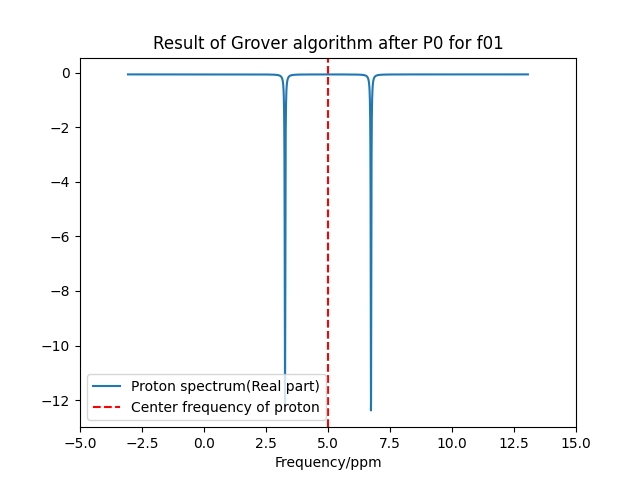 Result of Grover algorithm after P0 for f01
0
−2
−4
−6
−8
−10
−12
Proton spectrum(Real part)
Center frequency of proton
−5.0 −2.5 0.0 2.5 5.0 7.5 10.0 12.5 15.0
Frequency/ppm